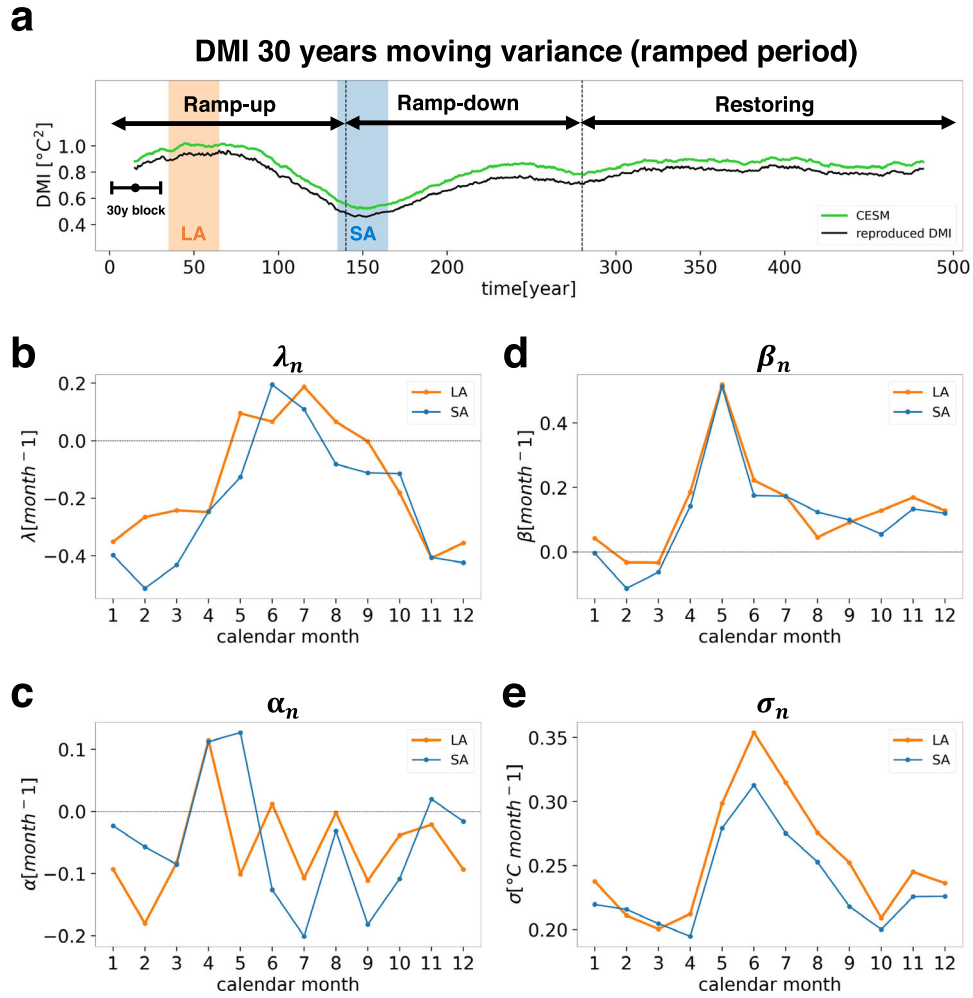 a
DMI 30 years moving variance (ramped period)
Ramp-up
Ramp-down
Restoring
DMI [°C²]
1.0
0.8
0.6
0.4
30y block
LA
SA
CESM
reproduced DMI
0 50 100 150 200 300 400 500
time[year]
b
λn
λ[month − 1]
0.2
0.0
−0.2
−0.4
LA
SA
1 2 3 4 5 6 7 8 9 10 11 12
calendar month
d
βn
β[month − 1]
0.4
0.2
0.0
LA
SA
1 2 3 4 5 6 7 8 9 10 11 12
calendar month
c
αn
α[month − 1]
0.1
0.0
−0.1
−0.2
LA
SA
1 2 3 4 5 6 7 8 9 10 11 12
calendar month
e
σn
σ[°C month − 1]
0.35
0.30
0.25
0.20
LA
SA
1 2 3 4 5 6 7 8 9 10 11 12
calendar month